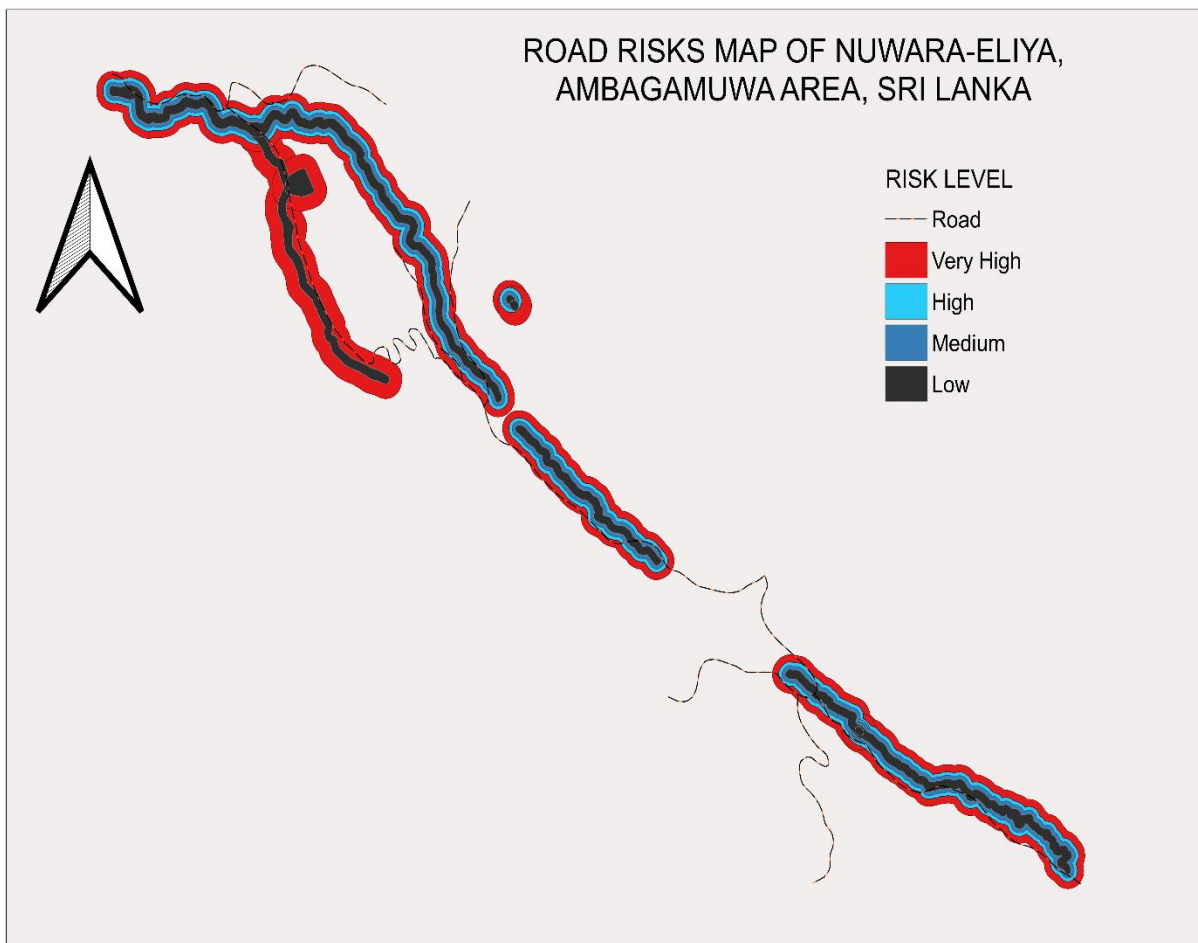 ROAD RISKS MAP OF NUWARA-ELIYA,
AMBAGAMUWA AREA, SRI LANKA
RISK LEVEL
Road
Very High
High
Medium
Low